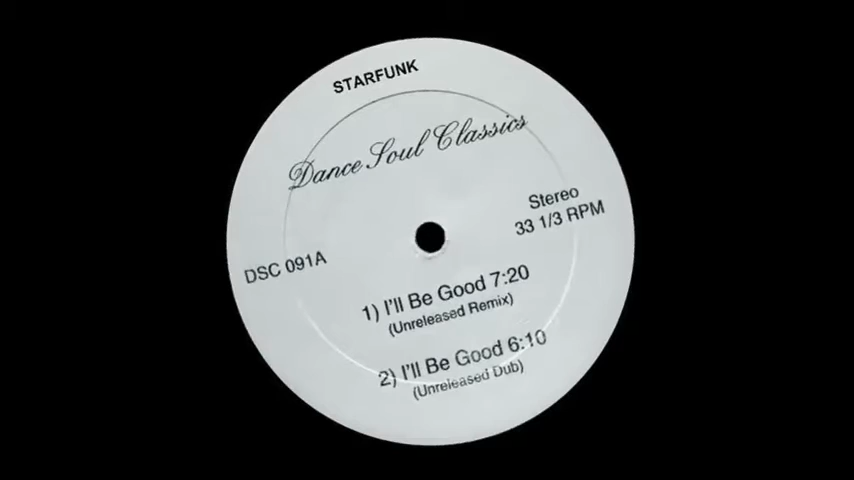 STARFUNK
Dance Soul Classics
Stereo
33 1/3 RPM
DSC 091A
1) I'll Be Good 7:20
(Unreleased Remix)
2) I'll Be Good 6:10
(Unreleased Dub)